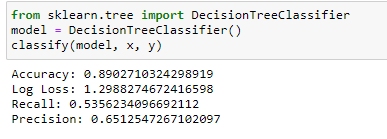 from sklearn.tree import DecisionTreeClassifier
model = DecisionTreeClassifier()
classify(model, x, y)
Accuracy: 0.8902710324298919
Log Loss: 1.2988274672416598
Recall: 0.5356234096692112
Precision: 0.6512547267102097